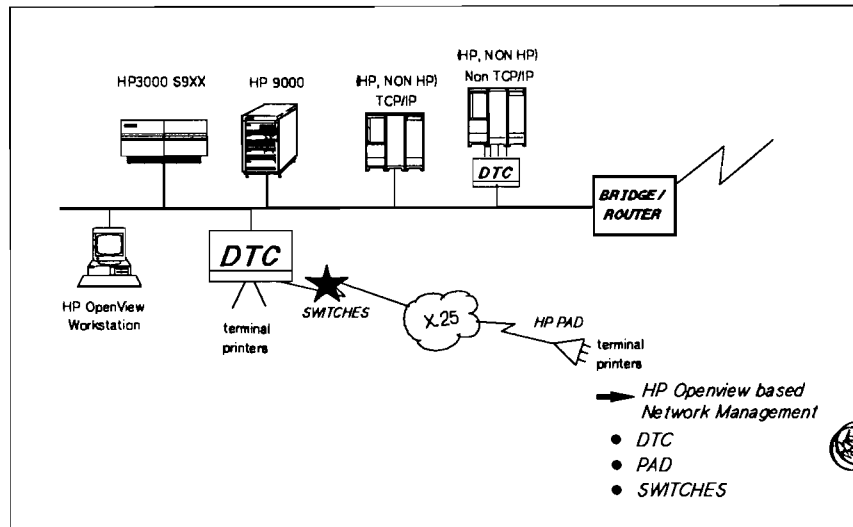 (HP, NON HP)
Non TCP/IP
(HP, NON HP)
TCP/IP
HP3000 S9XX
HP 9000
DTC
BRIDGE/
ROUTER
DTC
HP OpenView
Workstation
SWITCHES
terminal
printers
X.25
HP PAD
terminal
printers
HP Openview based
Network Management
● DTC
● PAD
● SWITCHES